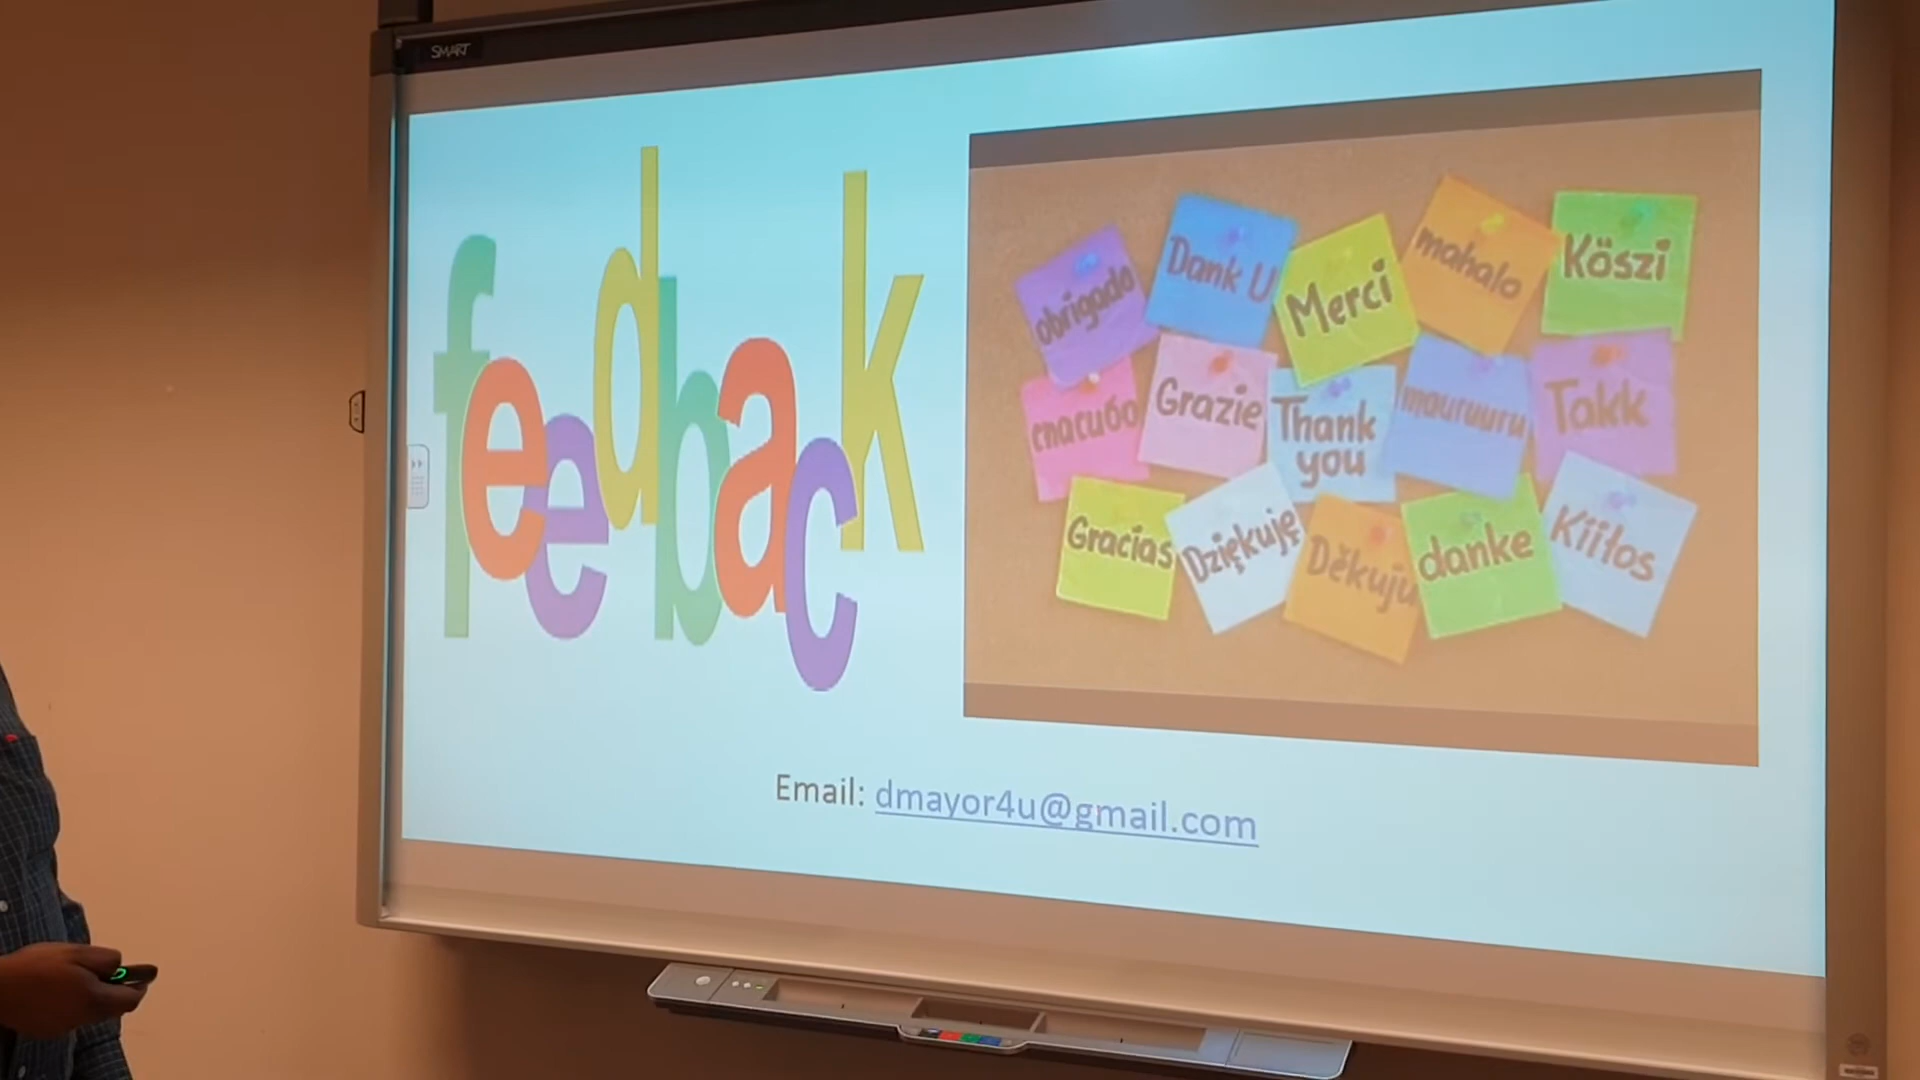 SMART
feedback
obrigado
Dank U
Merci
mahalo
Köszi
спасибо
Grazie
Thank
you
mauruuru
Takk
Gracias
Dziękuję
Děkuju
danke
Kiitos
Email: dmayor4u@gmail.com